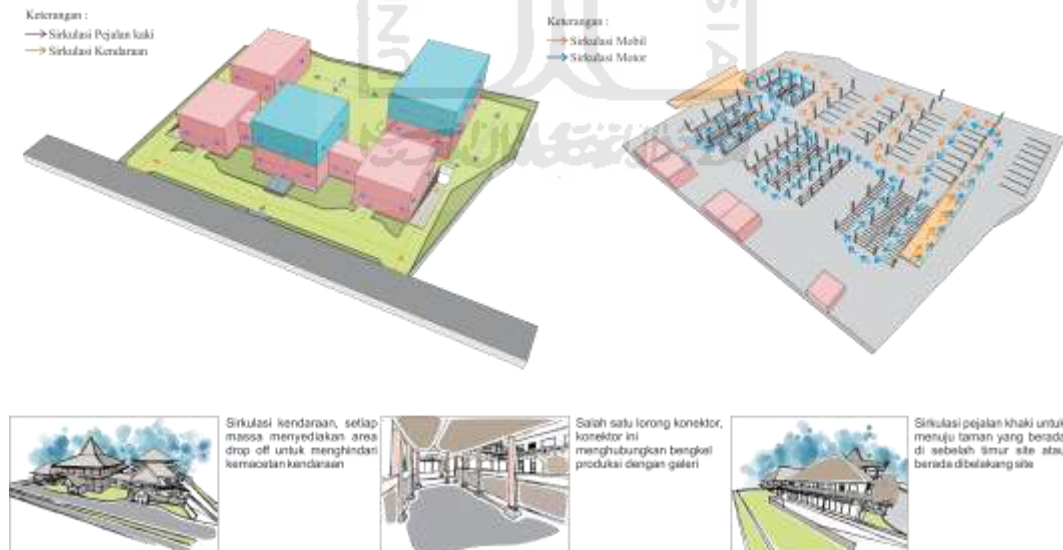 Keterangan :
Sirkulasi Pejalan kaki
Sirkulasi Kendaraan
Keterangan :
Sirkulasi Mobil
Sirkulasi Motor
Sirkulasi kendaraan, setiap
massa menyediakan area
drop off untuk menghindari
kemacatan kendaraan
Salah satu lorong konektor,
konektor ini
menghubungkan bengkel
produksi dengan galeri
Sirkulasi pejalan khaki untuk
menuju taman yang berada
di sebelah timur site atau
berada dibelakang site